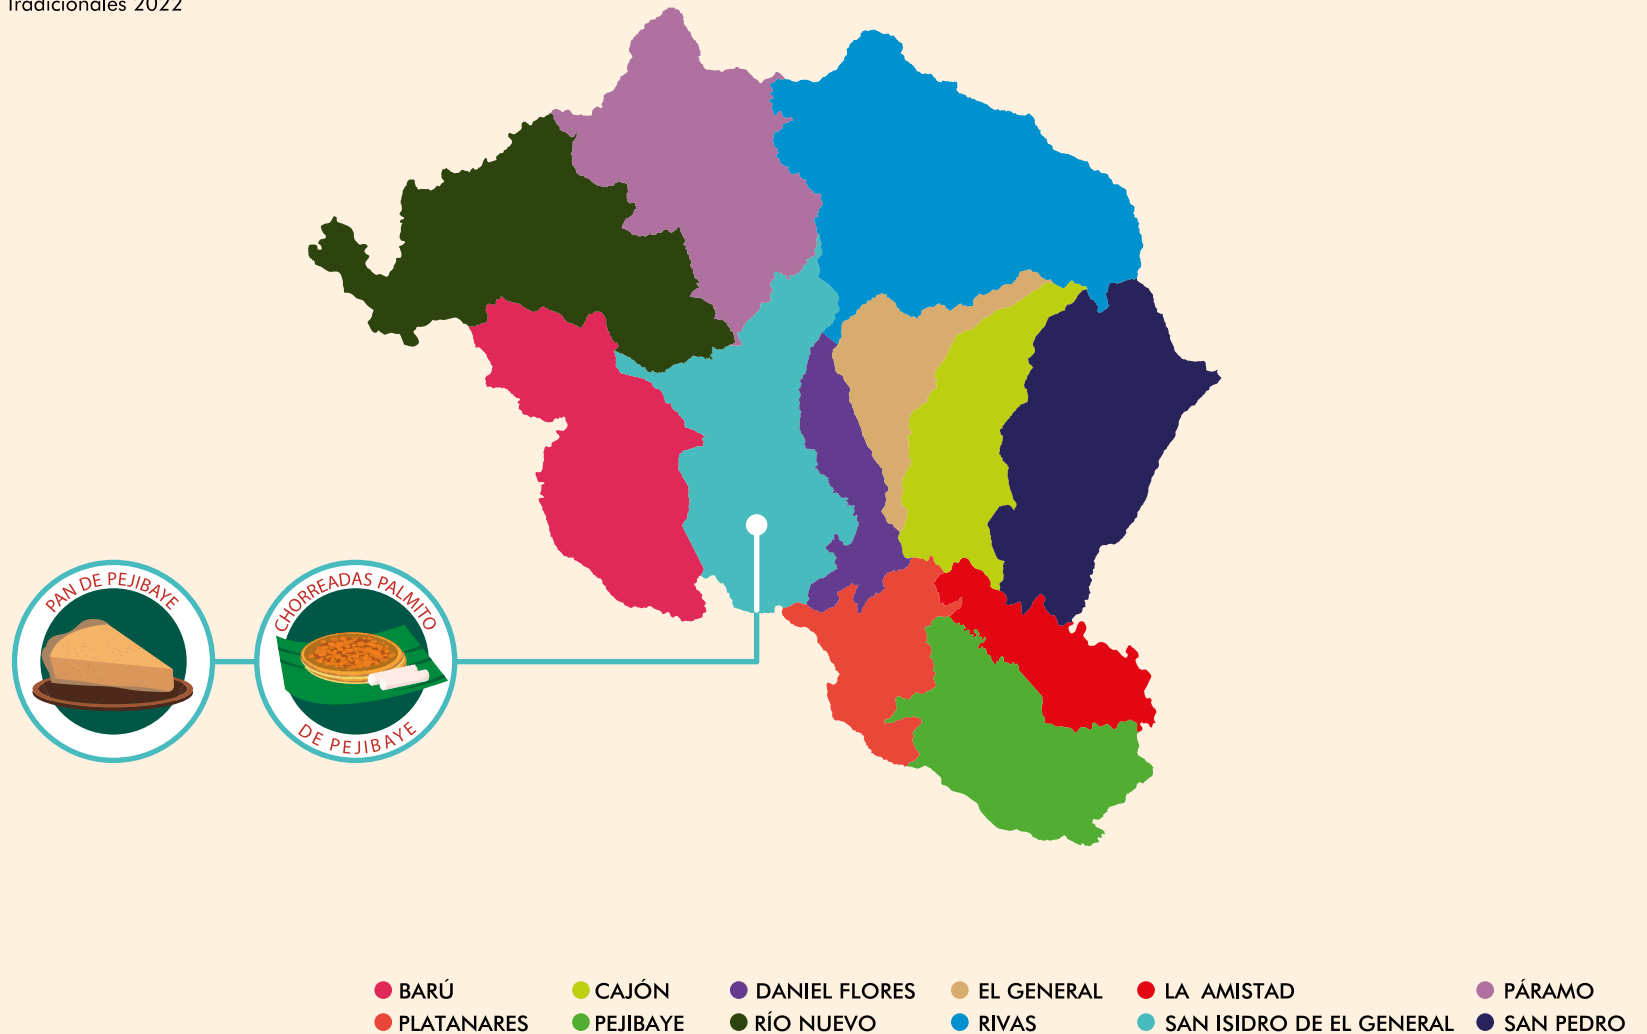 Tradicionales 2022
PAN DE PEJIBAYE
CHORREADAS PALMITO
DE PEJIBAYE
BARÚ
CAJÓN
DANIEL FLORES
EL GENERAL
LA AMISTAD
PÁRAMO
PLATANARES
PEJIBAYE
RÍO NUEVO
RIVAS
SAN ISIDRO DE EL GENERAL
SAN PEDRO